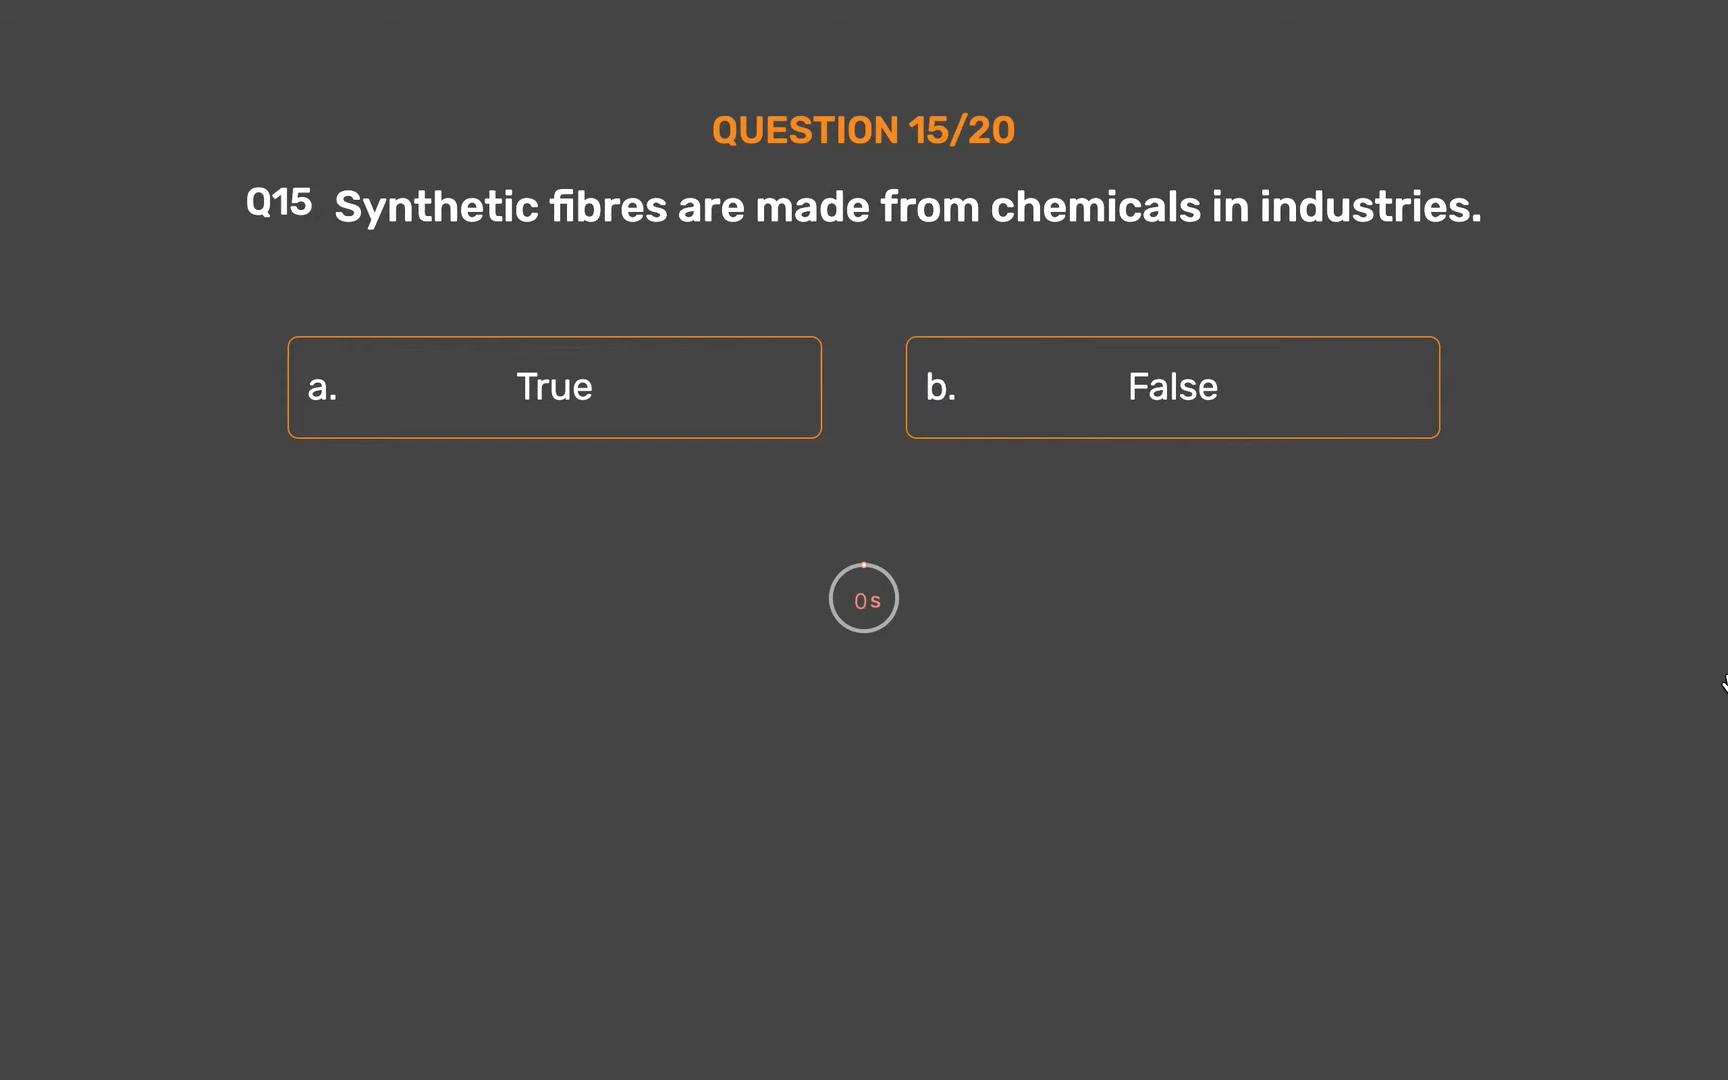 QUESTION 15/20
Q15 Synthetic fibres are made from chemicals in industries.
a. True
b. False
0s